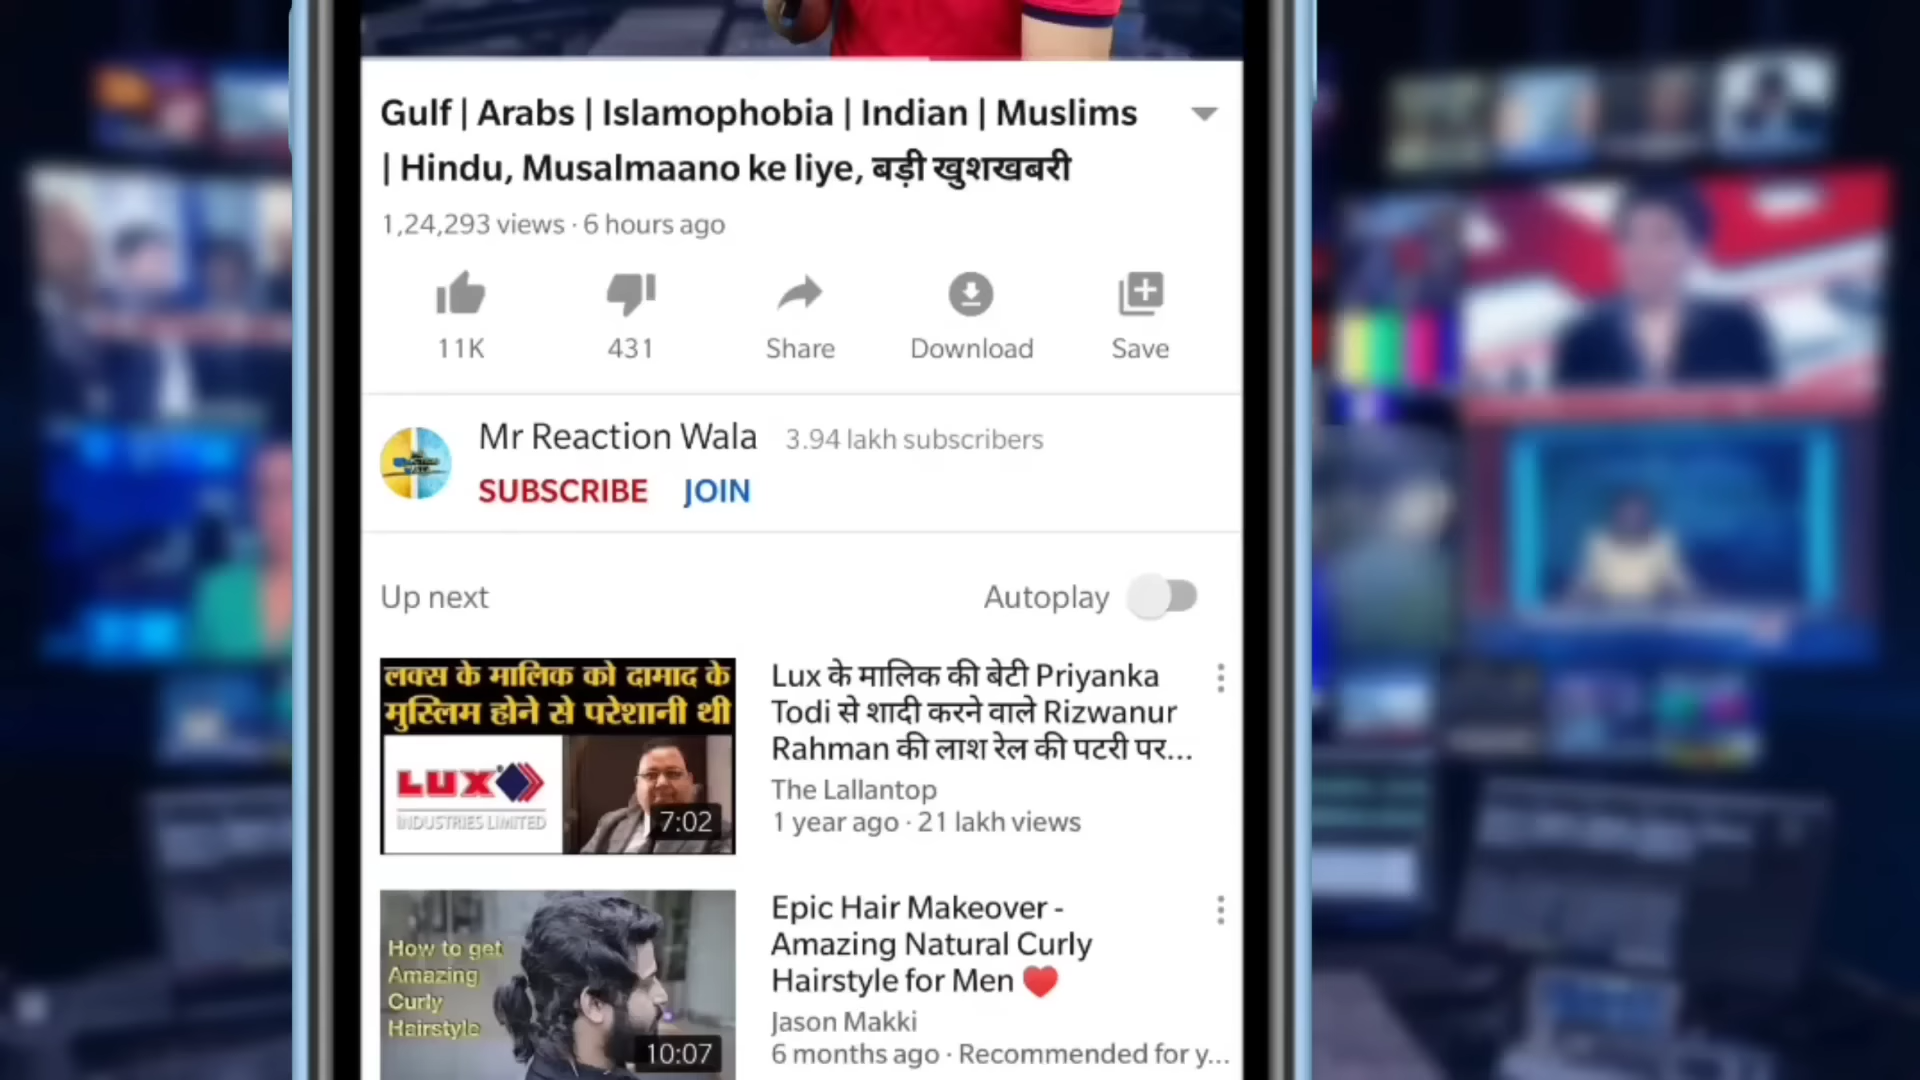 Gulf | Arabs | Islamophobia | Indian | Muslims
| Hindu, Musalmaano ke liye, बड़ी खुशखबरी
1,24,293 views · 6 hours ago
11K
431
Share
Download
Save
Mr Reaction Wala 3.94 lakh subscribers
SUBSCRIBE JOIN
Up next
Autoplay
लक्स के मालिक को दामाद के
मुस्लिम होने से परेशानी थी
LUX
INDUSTRIES LIMITED
7:02
Lux के मालिक की बेटी Priyanka
Todi से शादी करने वाले Rizwanur
Rahman की लाश रेल की पटरी पर...
The Lallantop
1 year ago · 21 lakh views
How to get
Amazing
Curly
Hairstyle
10:07
Epic Hair Makeover -
Amazing Natural Curly
Hairstyle for Men ❤️
Jason Makki
6 months ago · Recommended for y...